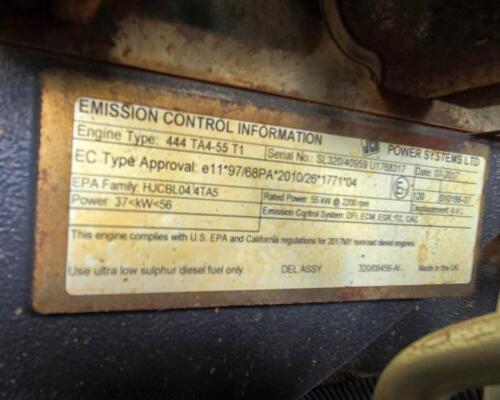 EMISSION CONTROL INFORMATION JCB POWER SYSTEMS LTD
Engine Type: 444 TA4-55 T1 Serial No.: SL320/40959 U1768317 Date: 07-2017
EC Type Approval: e11*97/68PA*2010/26*1771*04 120
EPA Family: HJCBL04.4TA5 Rated Power: 55 kW @ 2200 rpm Displacement: 4.4
Power: 37<kW<56 Emission Control System: DFI, ECM, EGR, TC, CAC
This engine complies with U.S. EPA and California regulations for 2017MY nonroad diesel engines.
Use ultra low sulphur diesel fuel only. DEL ASSY Made in the UK